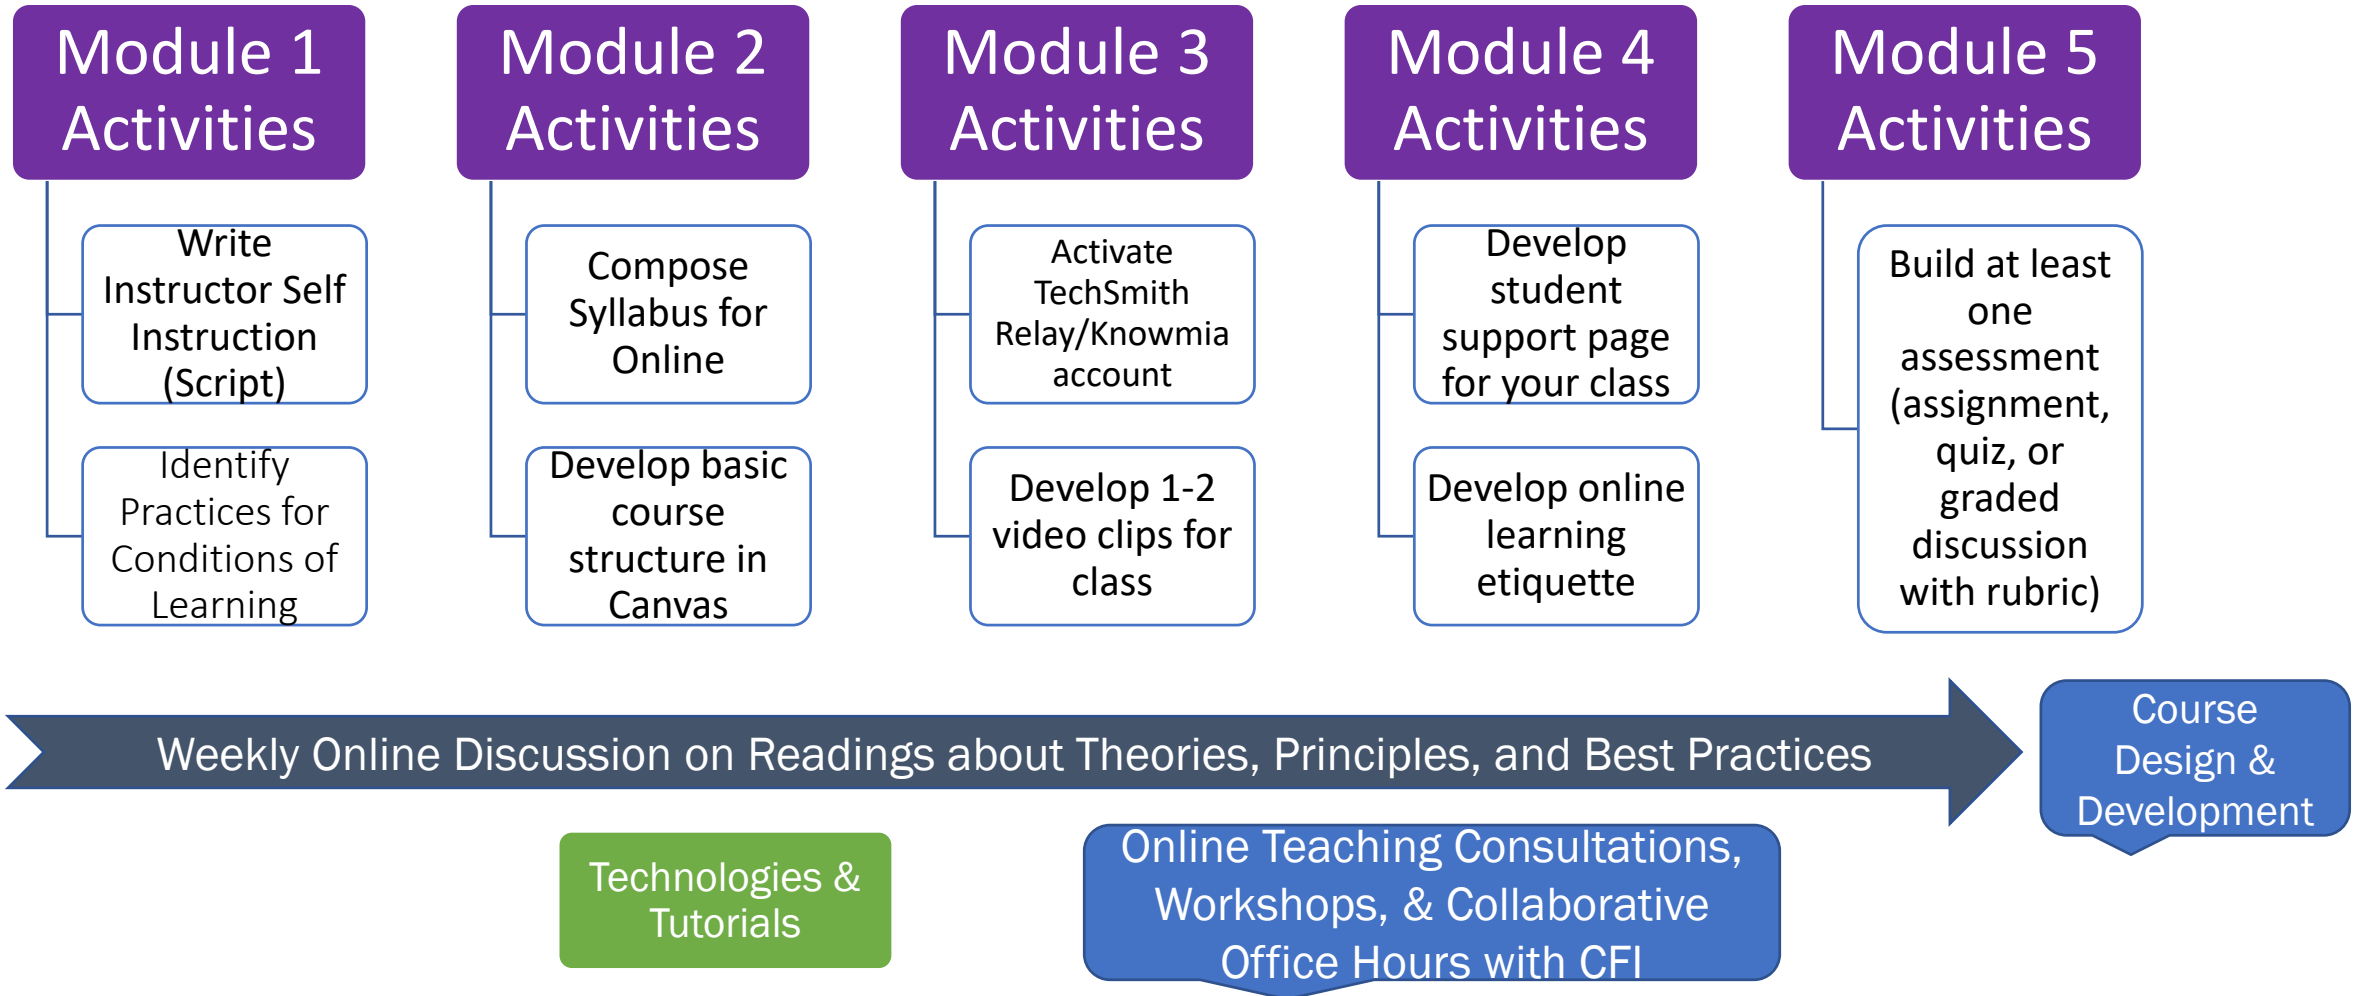 Module 1
Activities
Write
Instructor Self
Instruction
(Script)
Identify
Practices for
Conditions of
Learning
Module 2
Activities
Compose
Syllabus for
Online
Develop basic
course
structure in
Canvas
Module 3
Activities
Activate
TechSmith
Relay/Knowmia
account
Develop 1-2
video clips for
class
Module 4
Activities
Develop
student
support page
for your class
Develop online
learning
etiquette
Module 5
Activities
Build at least
one
assessment
(assignment,
quiz, or
graded
discussion
with rubric)
Weekly Online Discussion on Readings about Theories, Principles, and Best Practices
Course
Design &
Development
Technologies &
Tutorials
Online Teaching Consultations,
Workshops, & Collaborative
Office Hours with CFI